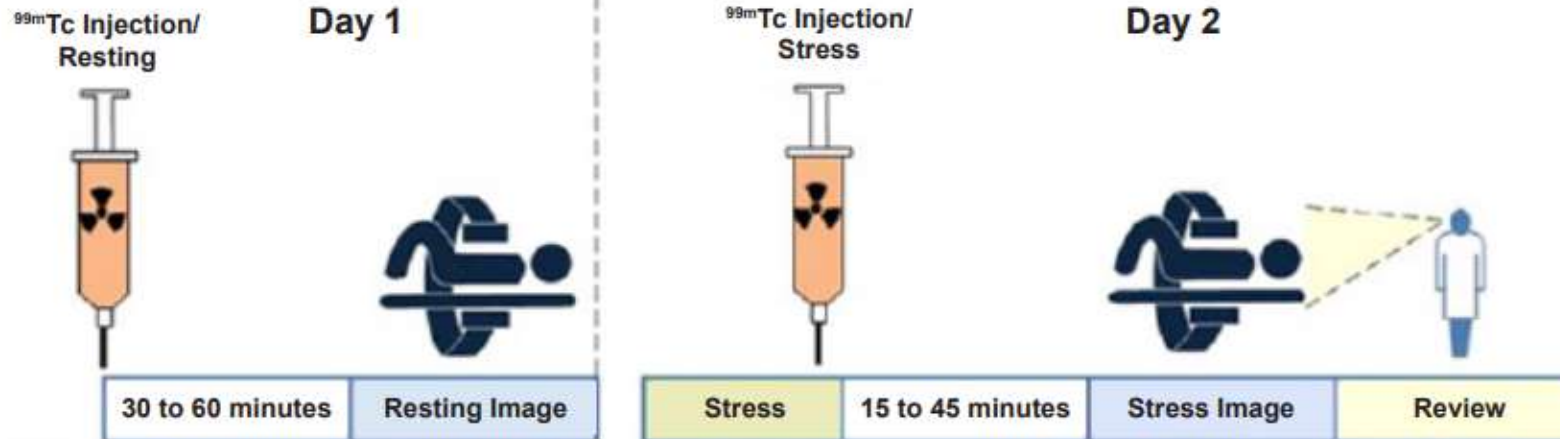 ⁹⁹ᵐTc Injection/
Resting
Day 1
30 to 60 minutes
Resting Image
⁹⁹ᵐTc Injection/
Stress
Day 2
Stress
15 to 45 minutes
Stress Image
Review